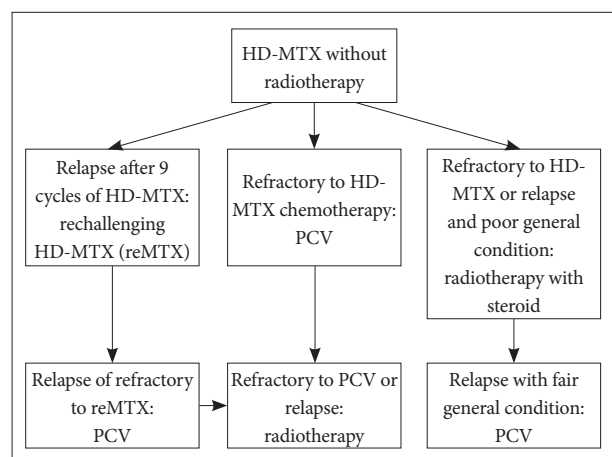 HD-MTX without
radiotherapy
Relapse after 9
cycles of HD-MTX:
rechallenging
HD-MTX (reMTX)
Refractory to HD-
MTX chemotherapy:
PCV
Refractory to HD-
MTX or relapse
and poor general
condition:
radiotherapy with
steroid
Relapse of refractory
to reMTX:
PCV
Refractory to PCV or
relapse:
radiotherapy
Relapse with fair
general condition:
PCV